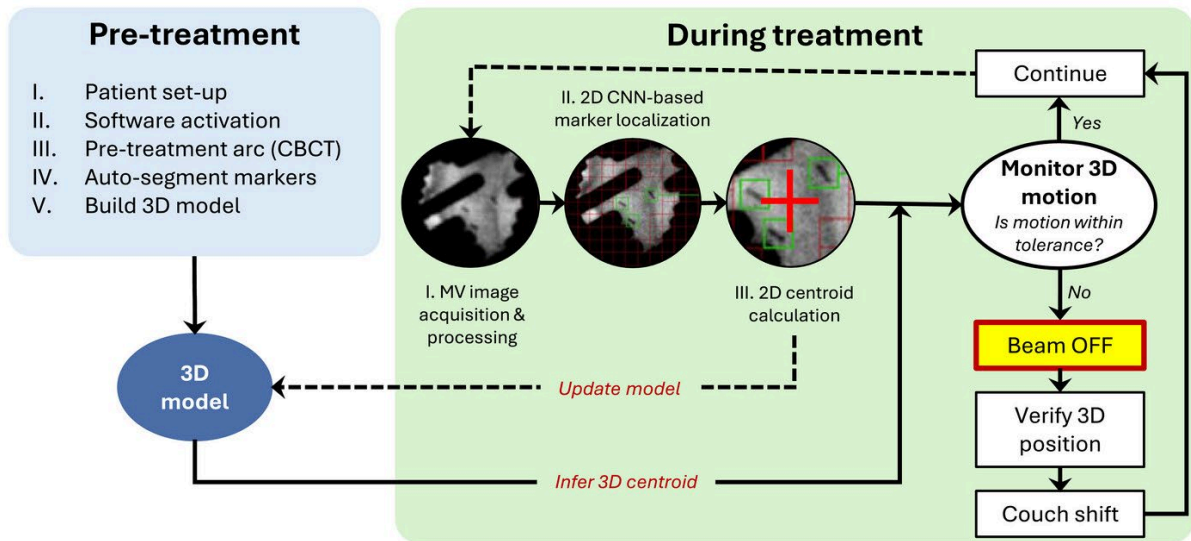 Pre-treatment
I. Patient set-up
II. Software activation
III. Pre-treatment arc (CBCT)
IV. Auto-segment markers
V. Build 3D model
3D
model
During treatment
II. 2D CNN-based
marker localization
I. MV image
acquisition &
processing
III. 2D centroid
calculation
Update model
Infer 3D centroid
Continue
Yes
Monitor 3D
motion
Is motion within
tolerance?
No
Beam OFF
Verify 3D
position
Couch shift